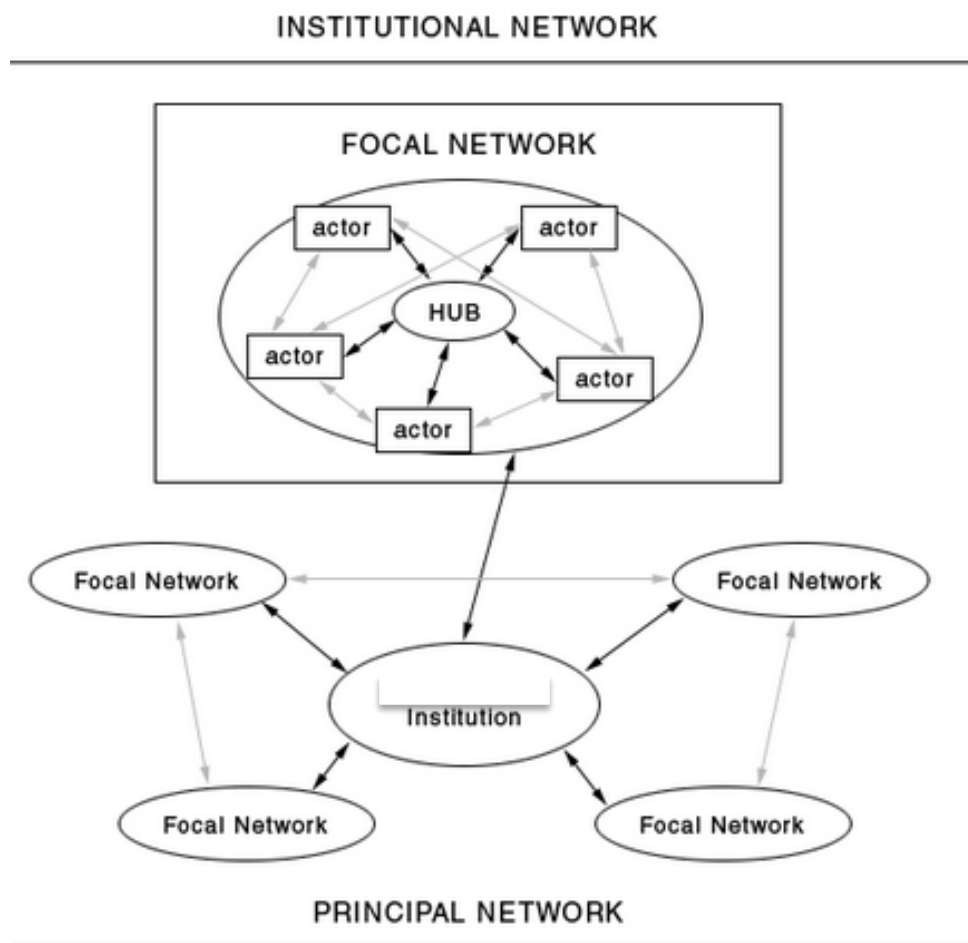 INSTITUTIONAL NETWORK
FOCAL NETWORK
actor
actor
HUB
actor
actor
actor
Focal Network
Focal Network
Institution
Focal Network
Focal Network
PRINCIPAL NETWORK